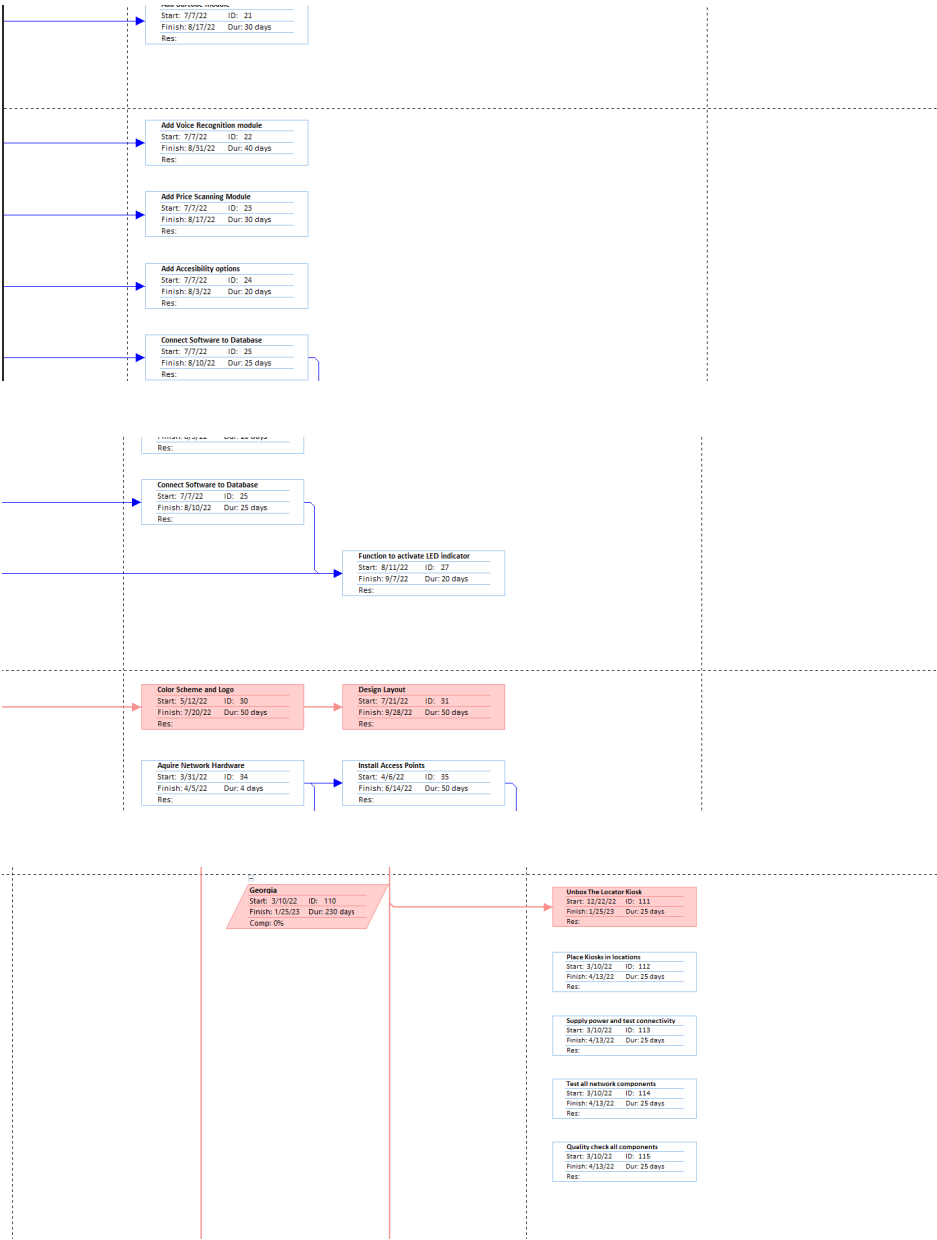 Add Barcode module
Start: 7/7/22 ID: 21
Finish: 8/17/22 Dur: 30 days
Res:
Add Voice Recognition module
Start: 7/7/22 ID: 22
Finish: 8/31/22 Dur: 40 days
Res:
Add Price Scanning Module
Start: 7/7/22 ID: 23
Finish: 8/17/22 Dur: 30 days
Res:
Add Accesibility options
Start: 7/7/22 ID: 24
Finish: 8/3/22 Dur: 20 days
Res:
Connect Software to Database
Start: 7/7/22 ID: 25
Finish: 8/10/22 Dur: 25 days
Res:
Finish: 8/3/22 Dur: 20 days
Res:
Connect Software to Database
Start: 7/7/22 ID: 25
Finish: 8/10/22 Dur: 25 days
Res:
Function to activate LED indicator
Start: 8/11/22 ID: 27
Finish: 9/7/22 Dur: 20 days
Res:
Color Scheme and Logo
Start: 5/12/22 ID: 30
Finish: 7/20/22 Dur: 50 days
Res:
Design Layout
Start: 7/21/22 ID: 31
Finish: 9/28/22 Dur: 50 days
Res:
Aquire Network Hardware
Start: 3/31/22 ID: 34
Finish: 4/5/22 Dur: 4 days
Res:
Install Access Points
Start: 4/6/22 ID: 35
Finish: 6/14/22 Dur: 50 days
Res:
Georgia
Start: 3/10/22 ID: 110
Finish: 1/25/23 Dur: 230 days
Comp: 0%
Unbox The Locator Kiosk
Start: 12/22/22 ID: 111
Finish: 1/25/23 Dur: 25 days
Res:
Place Kiosks in locations
Start: 3/10/22 ID: 112
Finish: 4/13/22 Dur: 25 days
Res:
Supply power and test connectivity
Start: 3/10/22 ID: 113
Finish: 4/13/22 Dur: 25 days
Res:
Test all network components
Start: 3/10/22 ID: 114
Finish: 4/13/22 Dur: 25 days
Res:
Quality check all components
Start: 3/10/22 ID: 115
Finish: 4/13/22 Dur: 25 days
Res: